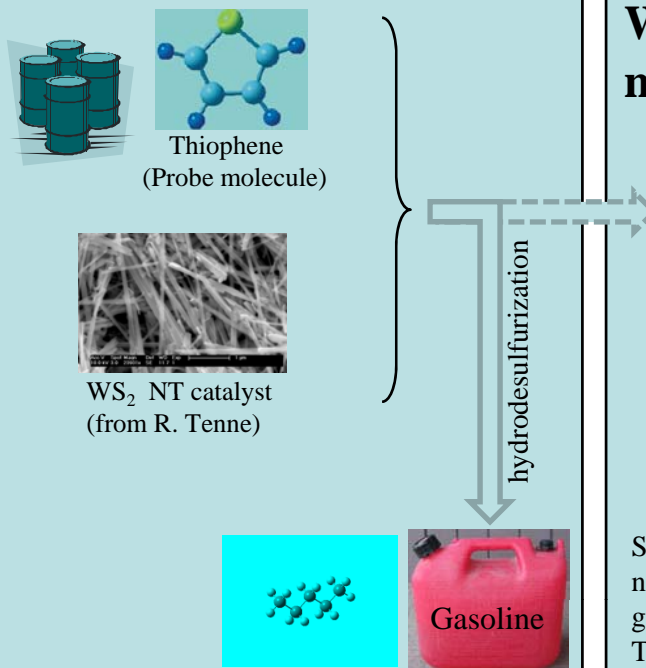 Thiophene
(Probe molecule)
WS₂ NT catalyst
(from R. Tenne)
hydrodesulfurization
Gasoline